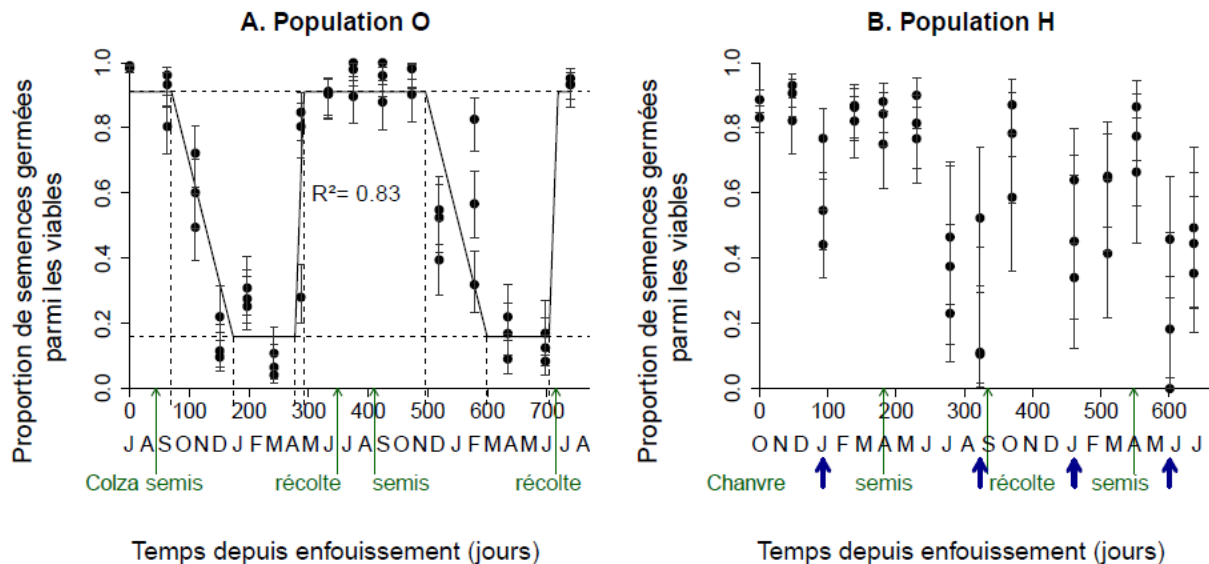 A. Population O
Proportion de semences germées
parmi les viables
1.0
0.8
0.6
0.4
0.2
0.0
R²= 0.83
0 100 200 300 400 500 600 700
J A S O N D J F M A M J J A S O N D J F M A M J J A
Colza semis récolte semis récolte
Temps depuis enfouissement (jours)
B. Population H
Proportion de semences germées
parmi les viables
1.0
0.8
0.6
0.4
0.2
0.0
0 100 200 300 400 500 600
O N D J F M A M J J A S O N D J F M A M J J
Chanvre semis récolte semis
Temps depuis enfouissement (jours)